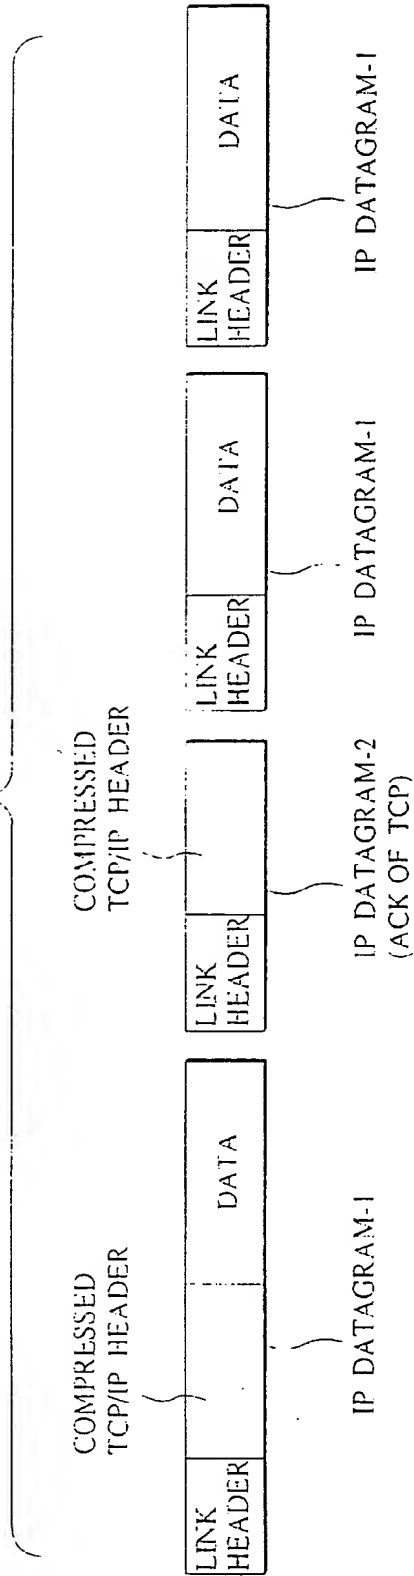 COMPRESSED
TCP/IP HEADER
COMPRESSED
TCP/IP HEADER
LINK
HEADER
DATA
LINK
HEADER
LINK
HEADER
DATA
LINK
HEADER
DATA
IP DATAGRAM-1
IP DATAGRAM-2
(ACK OF TCP)
IP DATAGRAM-1
IP DATAGRAM-1